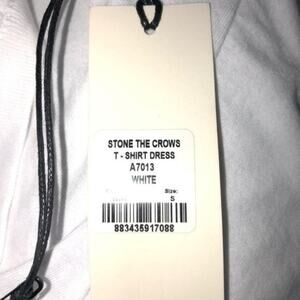 STONE THE CROWS
T - SHIRT DRESS
A7013
WHITE
Size:
S
883435917088